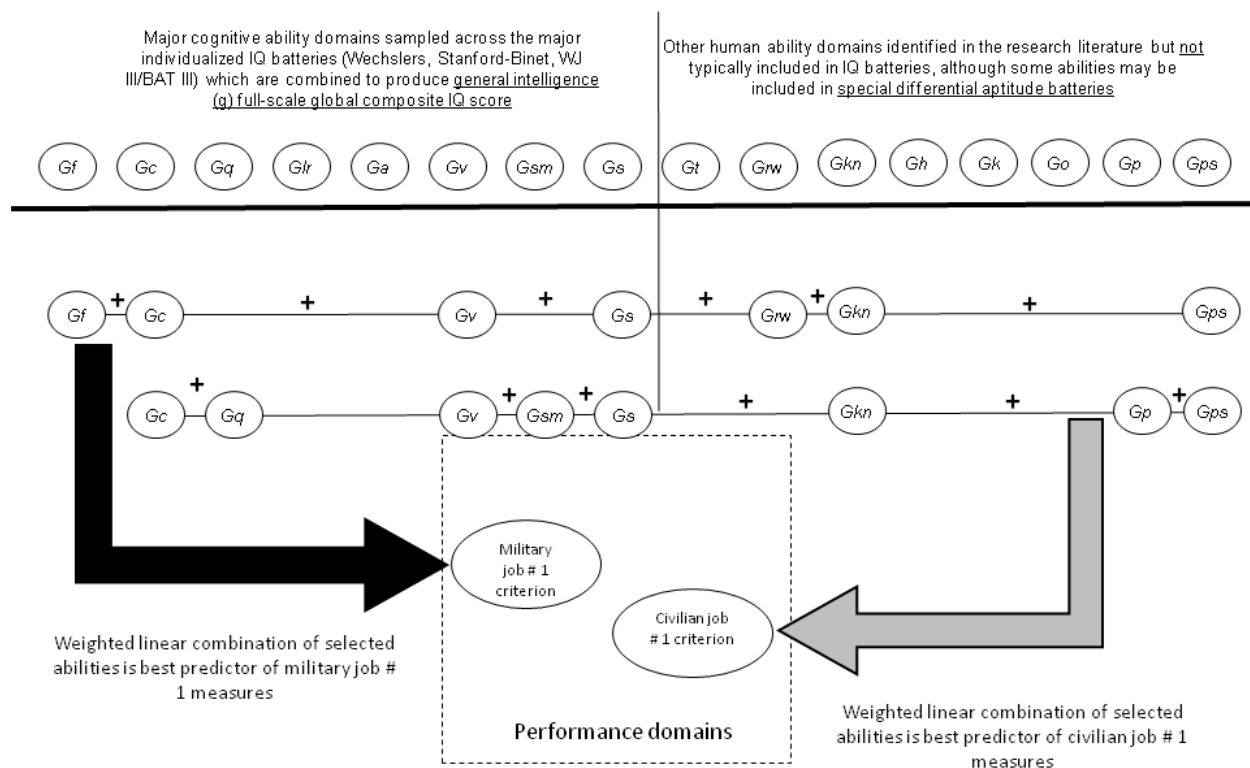 Major cognitive ability domains sampled across the major
individualized IQ batteries (Wechslers, Stanford-Binet, WJ
III/BAT III) which are combined to produce general intelligence
(g) full-scale global composite IQ score
Other human ability domains identified in the research literature but not
typically included in IQ batteries, although some abilities may be
included in special differential aptitude batteries
Gf Gc Gq Glr Ga Gv Gsm Gs Gt Grw Gkn Gh Gk Go Gp Gps
Gf + Gc + Gv + Gs + Grw + Gkn + Gps
Gc + Gq Gv + Gsm + Gs + Gkn + Gp + Gps
Military
job # 1
criterion
Civilian job
# 1 criterion
Weighted linear combination of selected
abilities is best predictor of military job #
1 measures
Performance domains
Weighted linear combination of selected
abilities is best predictor of civilian job # 1
measures